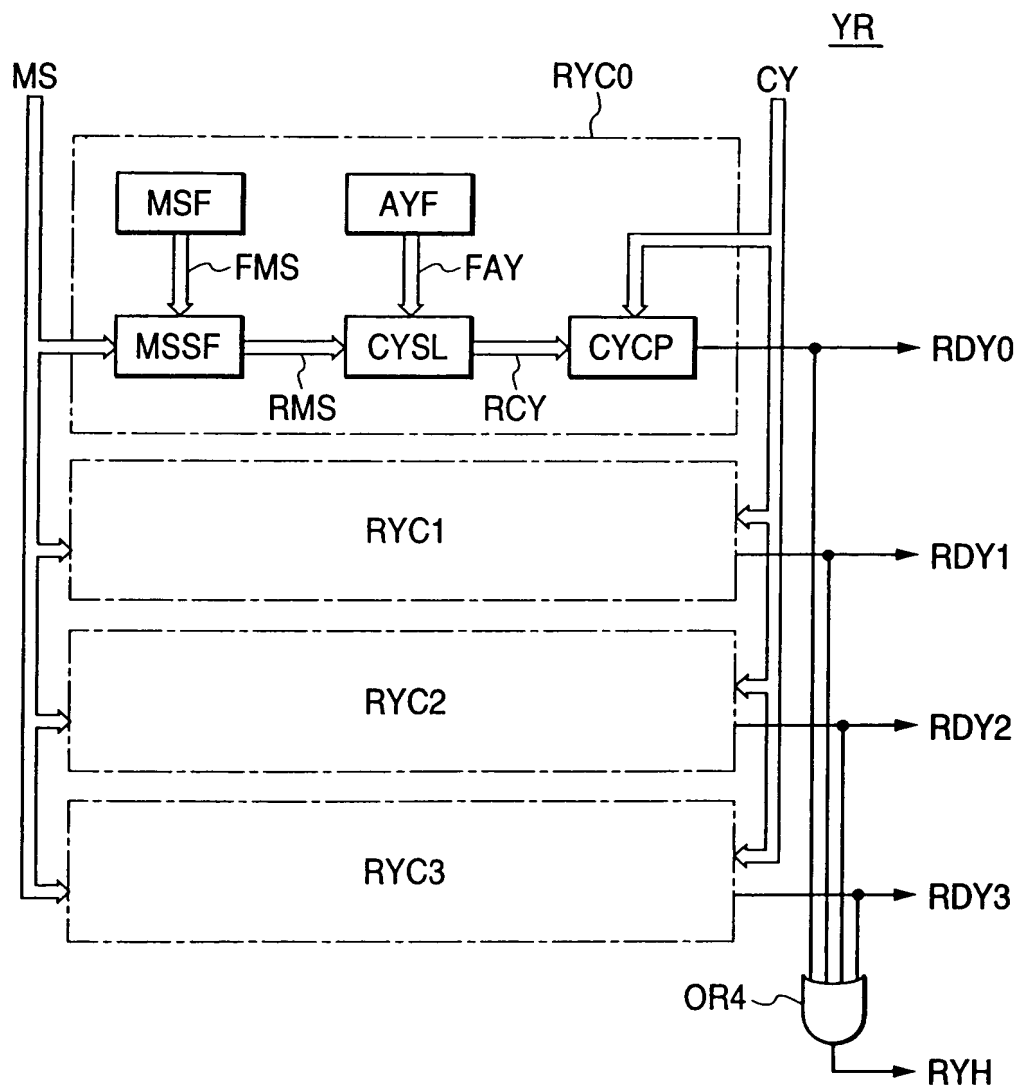 YR
MS
RYC0
CY
MSF
AYF
FMS
FAY
MSSF
CYSL
CYCP
RDY0
RMS
RCY
RYC1
RDY1
RYC2
RDY2
RYC3
RDY3
OR4
RYH